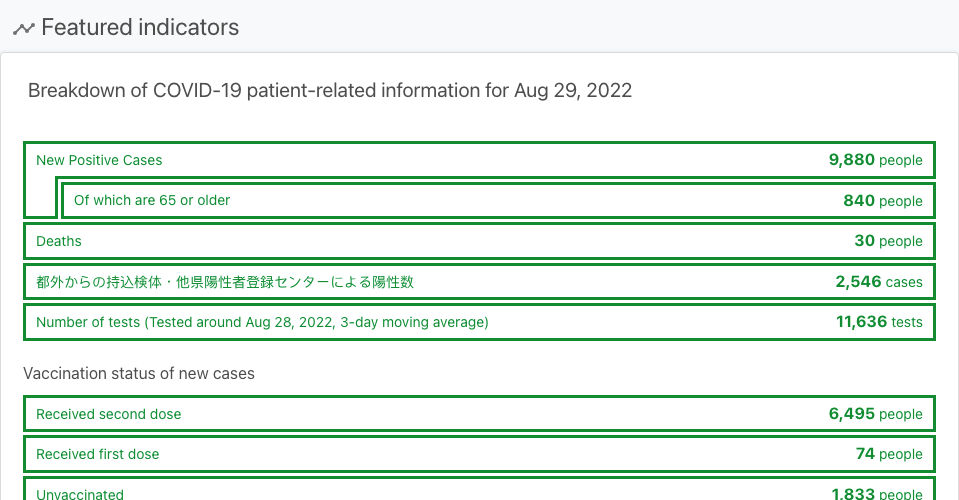 Featured indicators
Breakdown of COVID-19 patient-related information for Aug 29, 2022
New Positive Cases 9,880 people
Of which are 65 or older 840 people
Deaths 30 people
都外からの持込検体・他県陽性者登録センターによる陽性数 2,546 cases
Number of tests (Tested around Aug 28, 2022, 3-day moving average) 11,636 tests
Vaccination status of new cases
Received second dose 6,495 people
Received first dose 74 people
Unvaccinated 1,833 people